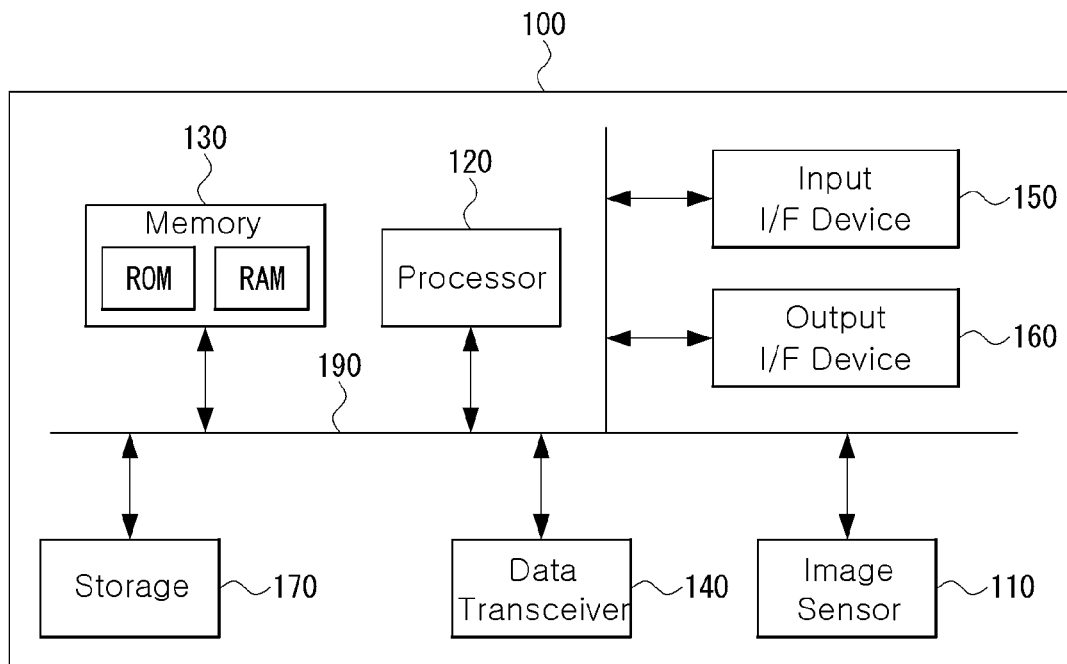 100
130
Memory
ROM
RAM
120
Processor
Input
I/F Device
150
Output
I/F Device
160
190
Storage
170
Data
Transceiver
140
Image
Sensor
110